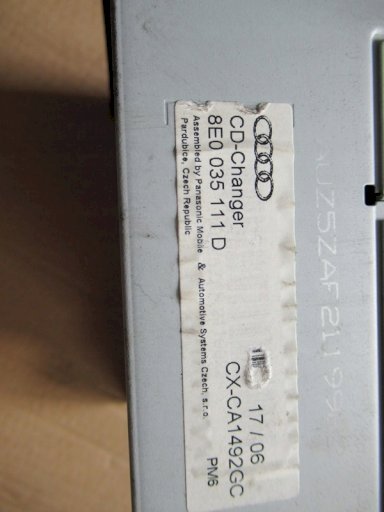 CD-Changer 17 / 06
8E0 035 111 D CX-CA1492GC
Assembled by Panasonic Mobile & Automotive Systems Czech, s.r.o.
Pardubice, Czech Republic PM6